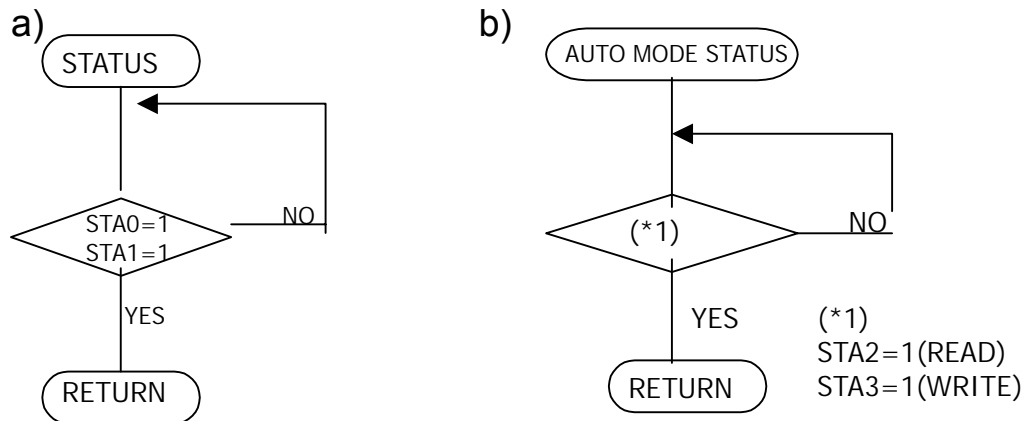 a)
STATUS
STA0=1
STA1=1
NO
YES
RETURN
b)
AUTO MODE STATUS
(*1)
NO
YES
RETURN
(*1)
STA2=1(READ)
STA3=1(WRITE)